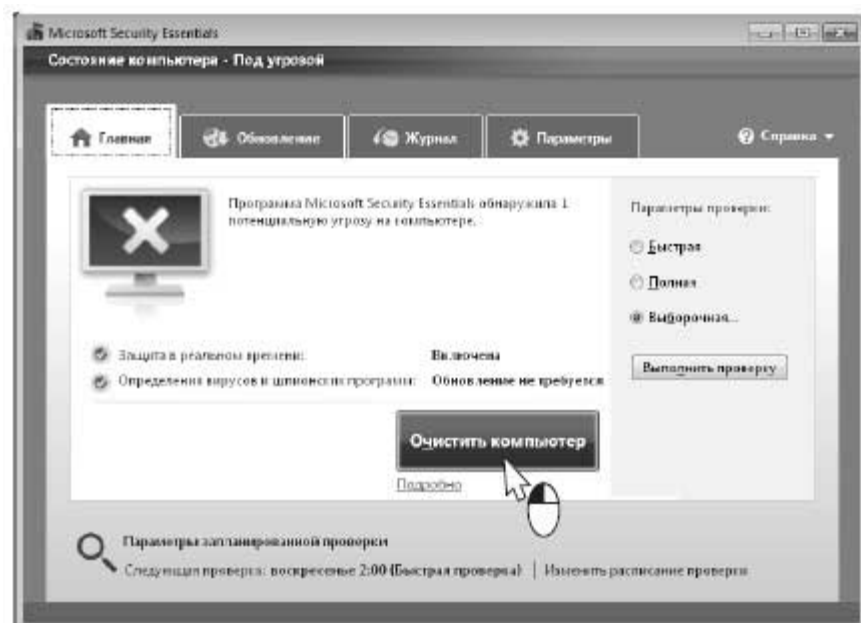 Microsoft Security Essentials
Состояние компьютера - Под угрозой
Главная
Обновление
Журнал
Параметры
Справка
Программа Microsoft Security Essentials обнаружила 1
потенциальную угрозу на компьютере.
Параметры проверки:
Быстрая
Полная
Выборочная...
Выполнить проверку
Защита в реальном времени: Включена
Определения вирусов и шпионских программ: Обновление не требуется
Очистить компьютер
Подробно
Параметры запланированной проверки
Следующая проверка: воскресенье 2:00 (Быстрая проверка) | Изменить расписание проверки